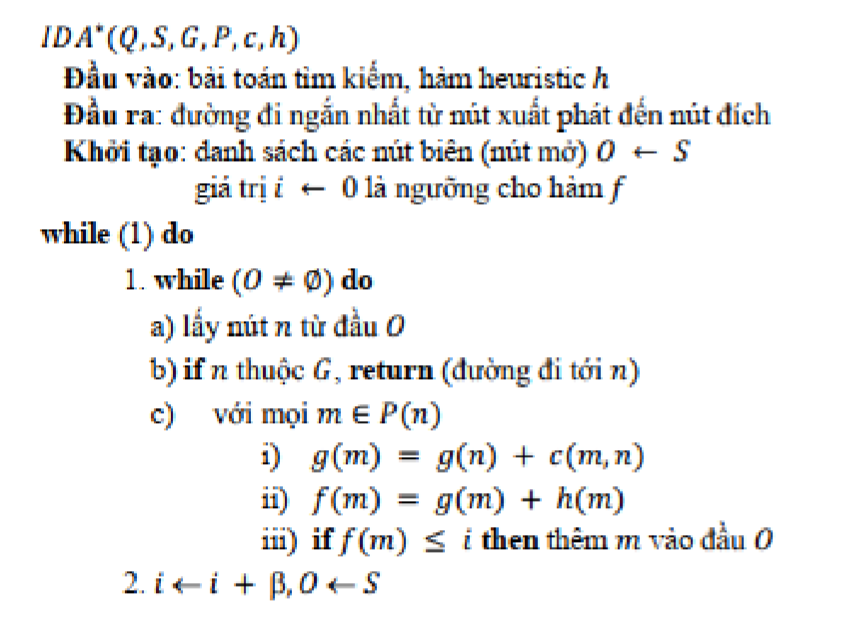 IDA*(Q,S,G,P,c,h)
Đầu vào: bài toán tìm kiếm, hàm heuristic h
Đầu ra: đường đi ngắn nhất từ nút xuất phát đến nút đích
Khởi tạo: danh sách các nút biên (nút mở) O ← S
giá trị i ← 0 là ngưỡng cho hàm f
while (1) do
1. while (O ≠ ∅) do
a) lấy nút n từ đầu O
b) if n thuộc G, return (đường đi tới n)
c) với mọi m ∈ P(n)
i) g(m) = g(n) + c(m,n)
ii) f(m) = g(m) + h(m)
iii) if f(m) ≤ i then thêm m vào đầu O
2. i ← i + β, O ← S